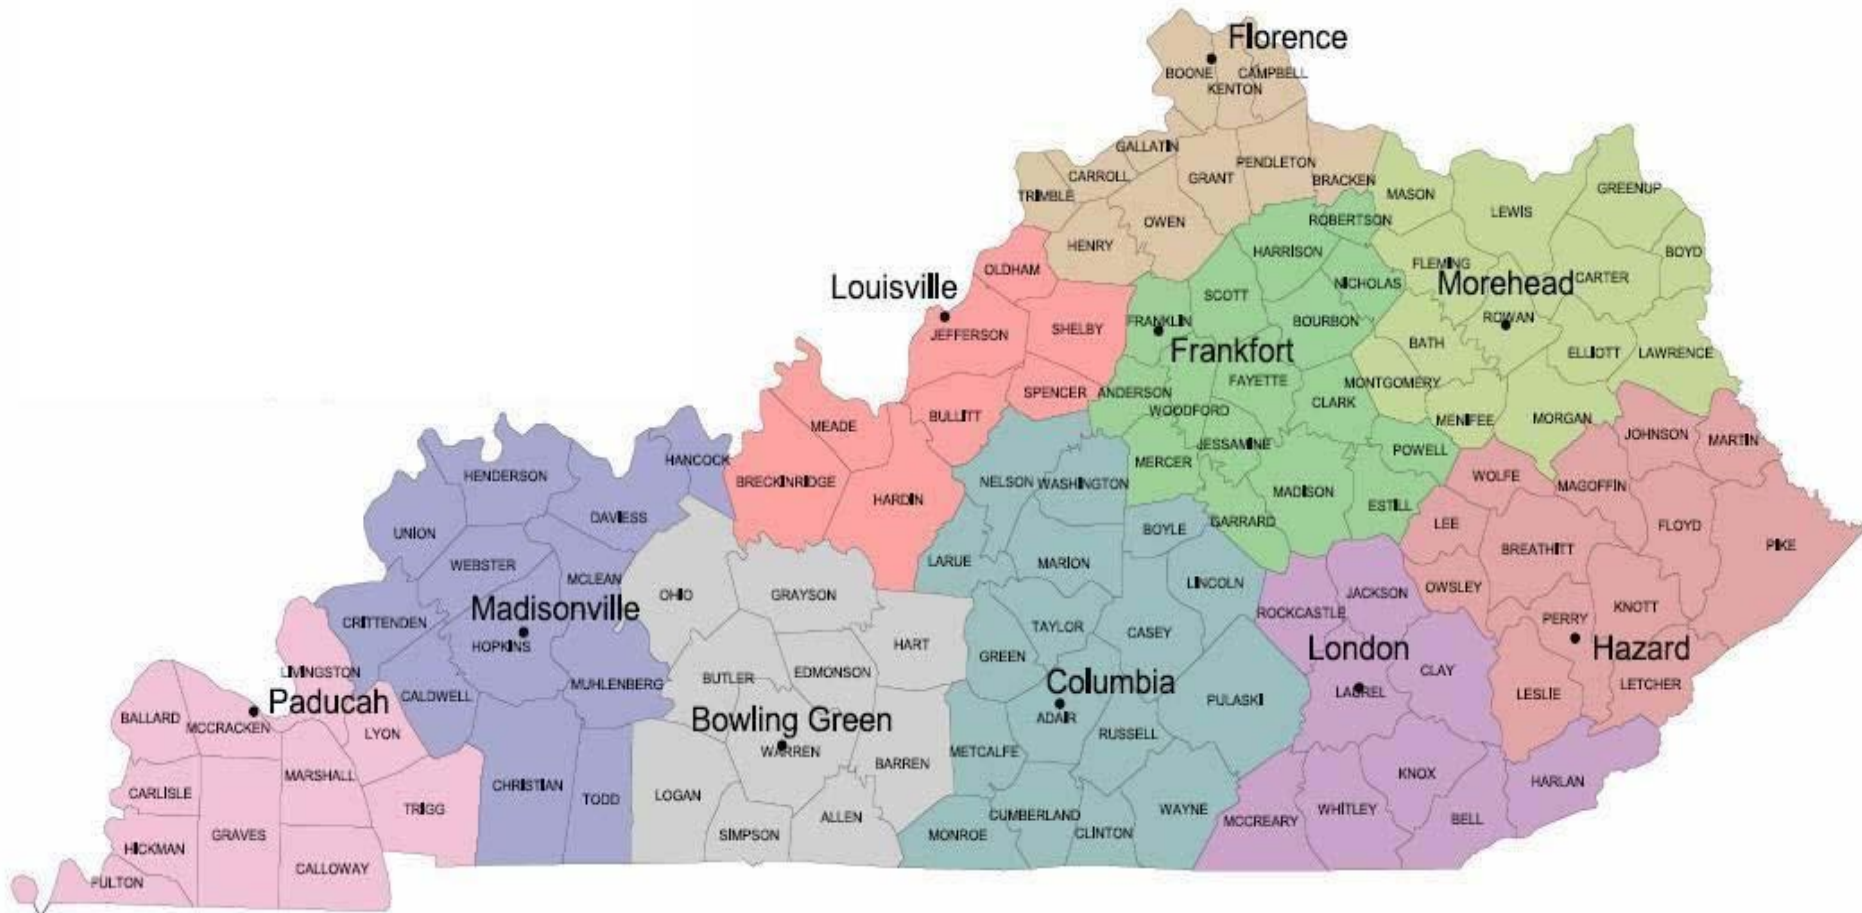 Florence
BOONE
CAMPBELL
KENTON
GALLATIN
CARROLL
GRANT
PENDLETON
BRACKEN
TRIMBLE
OWEN
HENRY
MASON
LEWIS
GREENUP
FLEMING
CARTER
BOYD
Morehead
ROWAN
BATH
ELLIOTT
LAWRENCE
MONTGOMERY
MENIFEE
MORGAN
ROBERTSON
HARRISON
NICHOLAS
SCOTT
BOURBON
FRANKLIN
Frankfort
ANDERSON
FAYETTE
WOODFORD
CLARK
JESSAMINE
MERCER
POWELL
MADISON
ESTILL
GARRARD
OLDHAM
Louisville
JEFFERSON
SHELBY
SPENCER
BULLITT
MEADE
BRECKINRIDGE
HARDIN
HANCOCK
HENDERSON
DAVIESS
UNION
WEBSTER
MCLEAN
Madisonville
HOPKINS
CRITTENDEN
CALDWELL
MUHLENBERG
CHRISTIAN
TODD
LIVINGSTON
Paducah
BALLARD
MCCRACKEN
LYON
MARSHALL
CARLISLE
TRIGG
GRAVES
HICKMAN
CALLOWAY
FULTON
OHIO
GRAYSON
HART
BUTLER
EDMONSON
Bowling Green
WARREN
BARREN
LOGAN
SIMPSON
ALLEN
NELSON
WASHINGTON
BOYLE
LARUE
MARION
LINCOLN
TAYLOR
CASEY
GREEN
Columbia
ADAIR
PULASKI
RUSSELL
METCALFE
CUMBERLAND
WAYNE
MONROE
CLINTON
ROCKCASTLE
JACKSON
London
LAUREL
CLAY
KNOX
HARLAN
MCCREARY
WHITLEY
BELL
JOHNSON
MARTIN
WOLFE
MAGOFFIN
LEE
FLOYD
BREATHITT
PIKE
OWSLEY
KNOTT
PERRY
Hazard
LESLIE
LETCHER